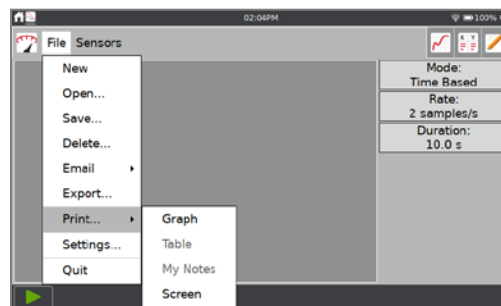 02:04PM 100%
File Sensors
X Y
New
Open...
Save...
Delete...
Email
Export...
Print...
Settings...
Quit
Graph
Table
My Notes
Screen
Mode:
Time Based
Rate:
2 samples/s
Duration:
10.0 s